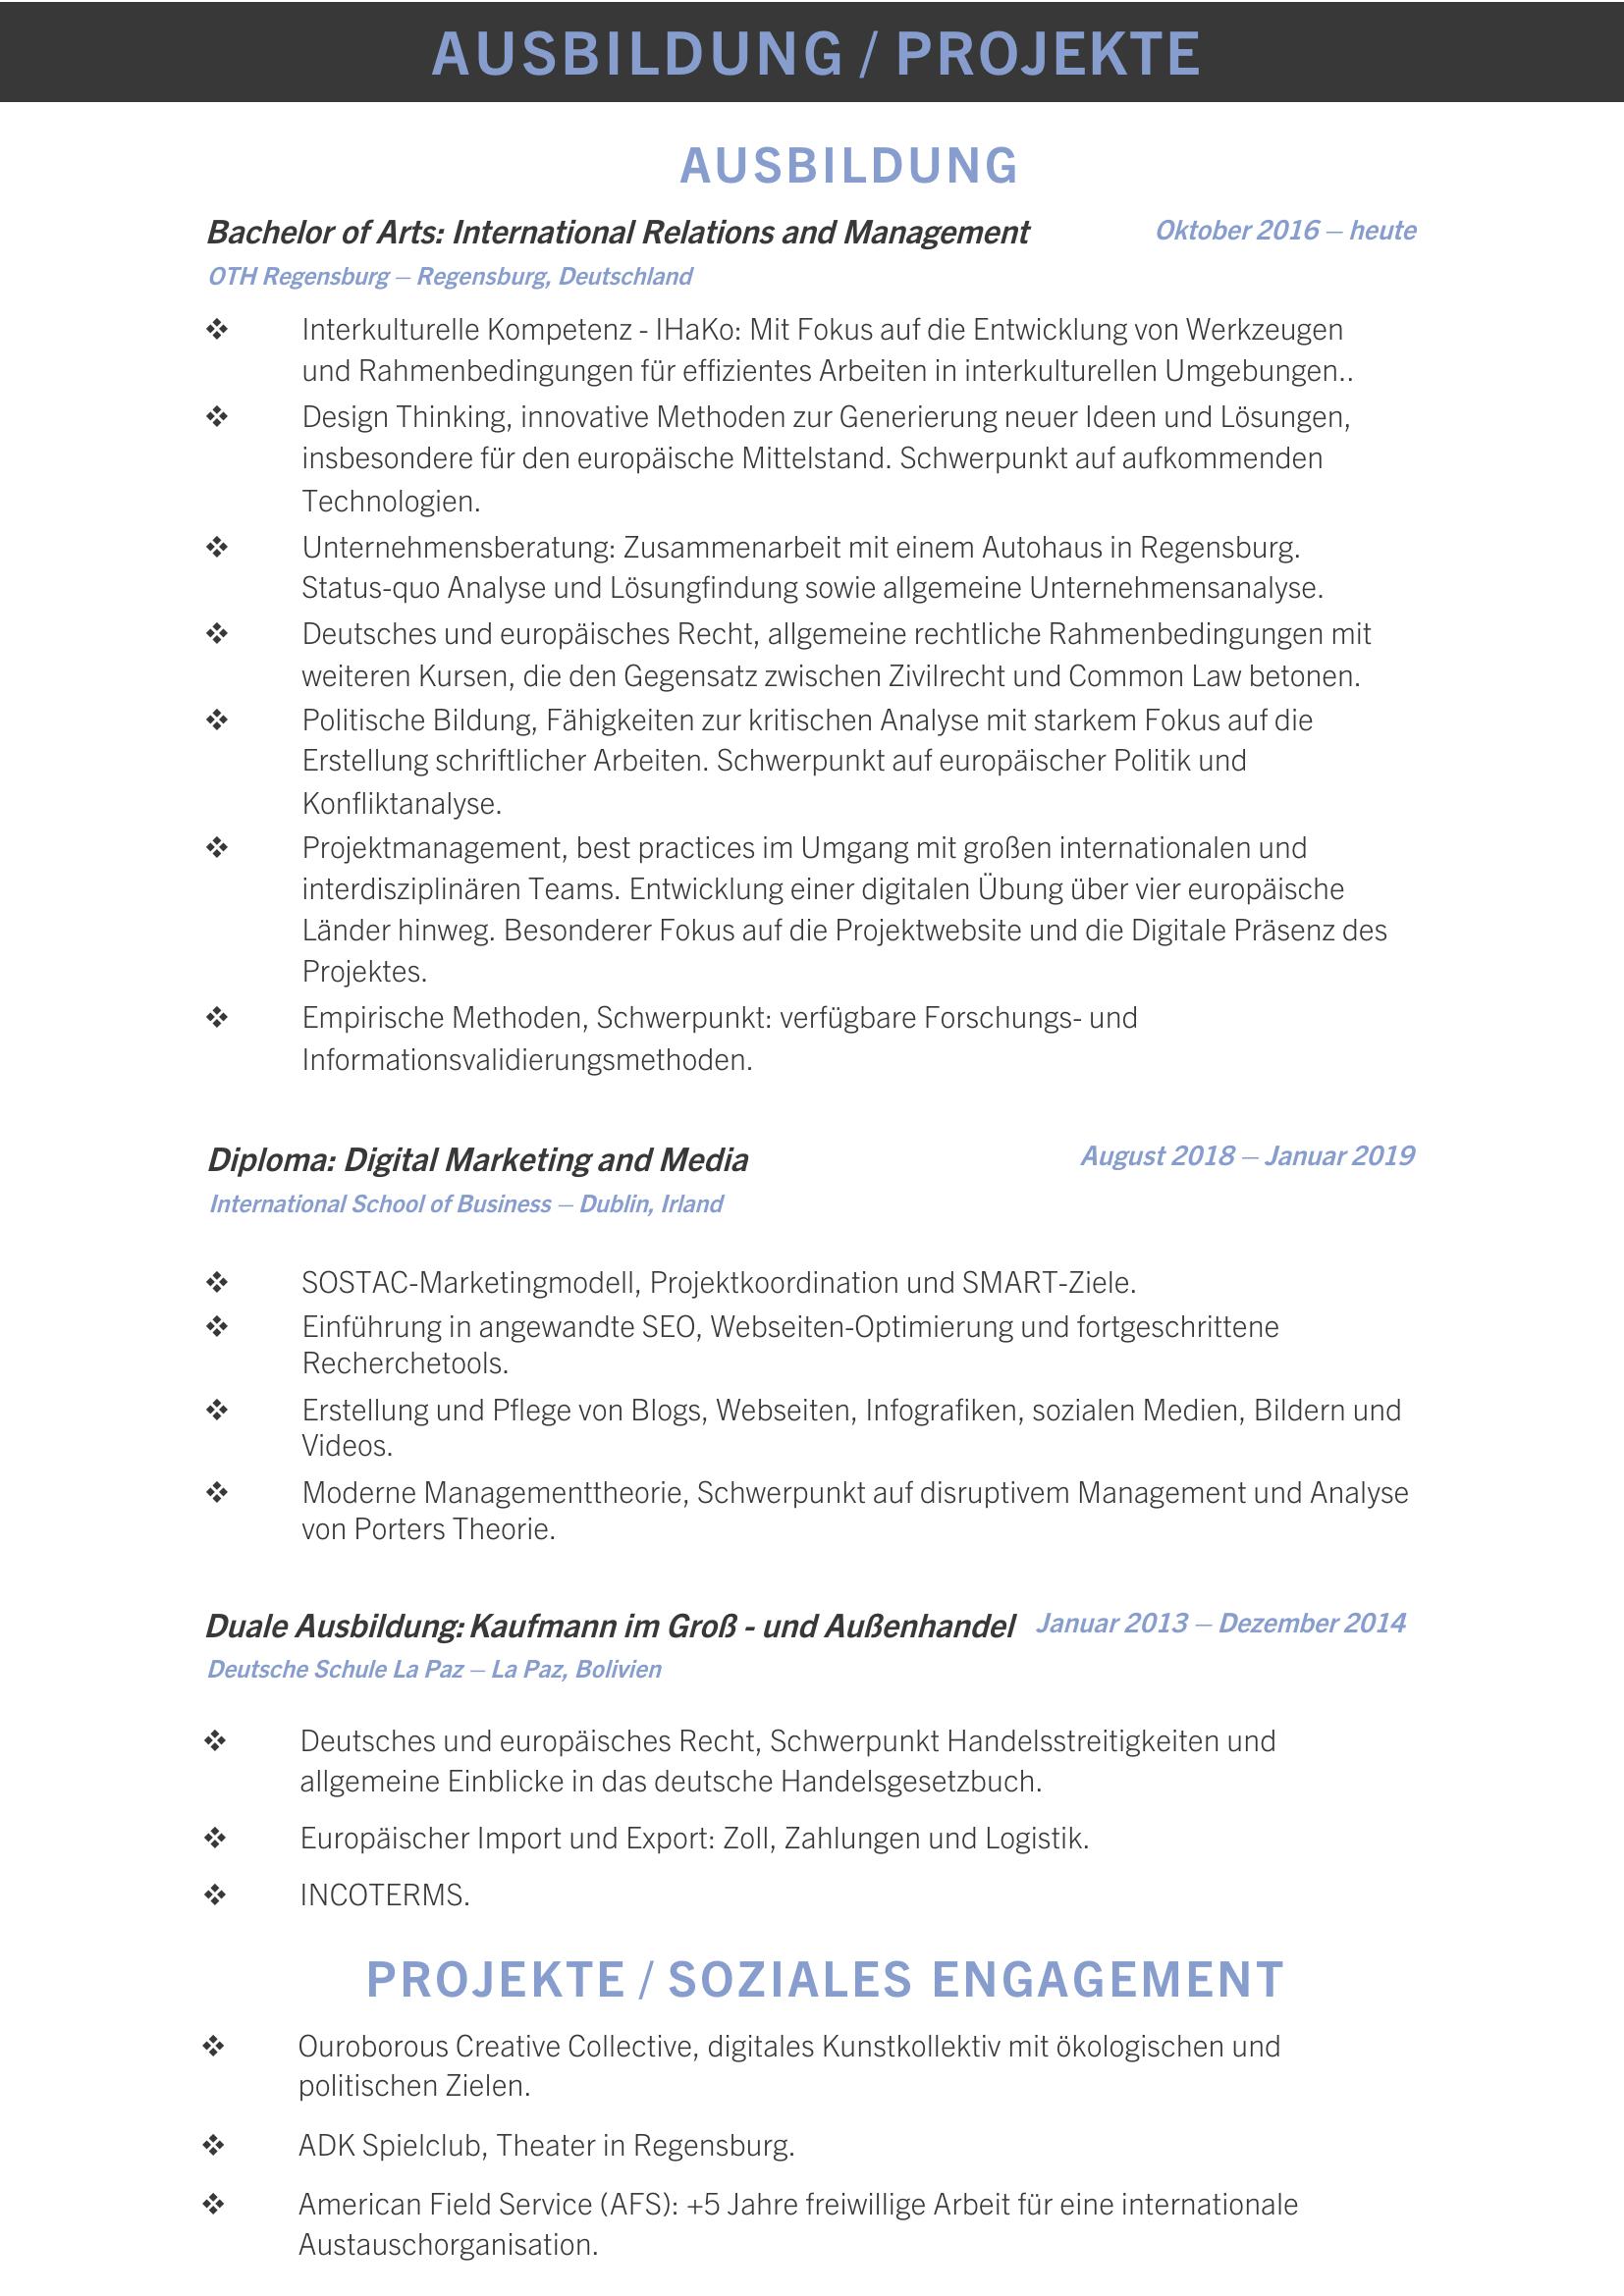 AUSBILDUNG / PROJEKTE
AUSBILDUNG
Bachelor of Arts: International Relations and Management Oktober 2016 – heute
OTH Regensburg – Regensburg, Deutschland
❖ Interkulturelle Kompetenz - IHaKo: Mit Fokus auf die Entwicklung von Werkzeugen
und Rahmenbedingungen für effizientes Arbeiten in interkulturellen Umgebungen..
❖ Design Thinking, innovative Methoden zur Generierung neuer Ideen und Lösungen,
insbesondere für den europäische Mittelstand. Schwerpunkt auf aufkommenden
Technologien.
❖ Unternehmensberatung: Zusammenarbeit mit einem Autohaus in Regensburg.
Status-quo Analyse und Lösungfindung sowie allgemeine Unternehmensanalyse.
❖ Deutsches und europäisches Recht, allgemeine rechtliche Rahmenbedingungen mit
weiteren Kursen, die den Gegensatz zwischen Zivilrecht und Common Law betonen.
❖ Politische Bildung, Fähigkeiten zur kritischen Analyse mit starkem Fokus auf die
Erstellung schriftlicher Arbeiten. Schwerpunkt auf europäischer Politik und
Konfliktanalyse.
❖ Projektmanagement, best practices im Umgang mit großen internationalen und
interdisziplinären Teams. Entwicklung einer digitalen Übung über vier europäische
Länder hinweg. Besonderer Fokus auf die Projektwebsite und die Digitale Präsenz des
Projektes.
❖ Empirische Methoden, Schwerpunkt: verfügbare Forschungs- und
Informationsvalidierungsmethoden.
Diploma: Digital Marketing and Media August 2018 – Januar 2019
International School of Business – Dublin, Irland
❖ SOSTAC-Marketingmodell, Projektkoordination und SMART-Ziele.
❖ Einführung in angewandte SEO, Webseiten-Optimierung und fortgeschrittene
Recherchetools.
❖ Erstellung und Pflege von Blogs, Webseiten, Infografiken, sozialen Medien, Bildern und
Videos.
❖ Moderne Managementtheorie, Schwerpunkt auf disruptivem Management und Analyse
von Porters Theorie.
Duale Ausbildung: Kaufmann im Groß - und Außenhandel Januar 2013 – Dezember 2014
Deutsche Schule La Paz – La Paz, Bolivien
❖ Deutsches und europäisches Recht, Schwerpunkt Handelsstreitigkeiten und
allgemeine Einblicke in das deutsche Handelsgesetzbuch.
❖ Europäischer Import und Export: Zoll, Zahlungen und Logistik.
❖ INCOTERMS.
PROJEKTE / SOZIALES ENGAGEMENT
❖ Ouroborous Creative Collective, digitales Kunstkollektiv mit ökologischen und
politischen Zielen.
❖ ADK Spielclub, Theater in Regensburg.
❖ American Field Service (AFS): +5 Jahre freiwillige Arbeit für eine internationale
Austauschorganisation.